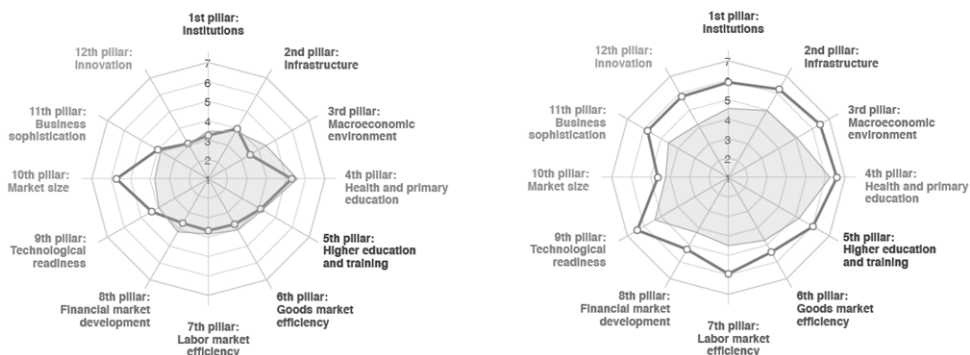 1st pillar:
Institutions
2nd pillar:
Infrastructure
3rd pillar:
Macroeconomic
environment
4th pillar:
Health and primary
education
5th pillar:
Higher education
and training
6th pillar:
Goods market
efficiency
7th pillar:
Labor market
efficiency
8th pillar:
Financial market
development
9th pillar:
Technological
readiness
10th pillar:
Market size
11th pillar:
Business
sophistication
12th pillar:
Innovation
7
6
5
4
3
2
1
1st pillar:
Institutions
2nd pillar:
Infrastructure
3rd pillar:
Macroeconomic
environment
4th pillar:
Health and primary
education
5th pillar:
Higher education
and training
6th pillar:
Goods market
efficiency
7th pillar:
Labor market
efficiency
8th pillar:
Financial market
development
9th pillar:
Technological
readiness
10th pillar:
Market size
11th pillar:
Business
sophistication
12th pillar:
Innovation
7
6
5
4
3
2
1